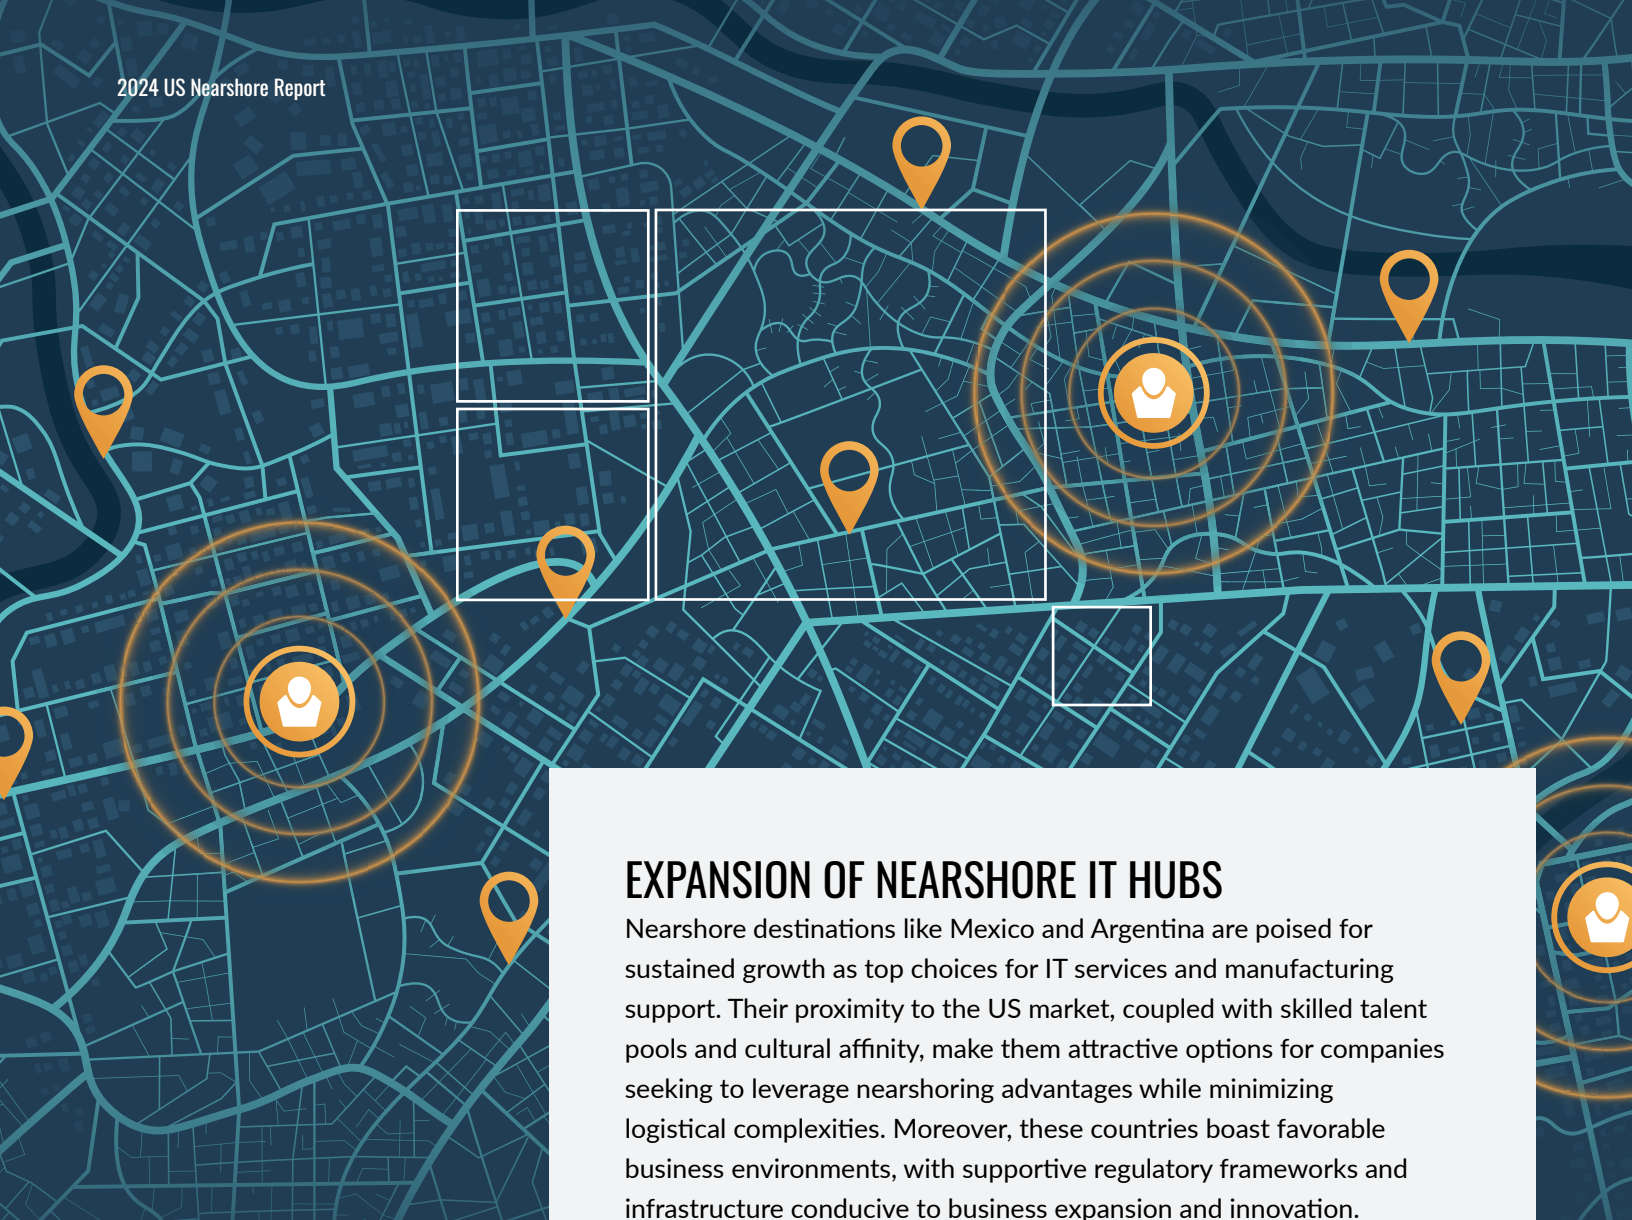 2024 US Nearshore Report
EXPANSION OF NEARSHORE IT HUBS
Nearshore destinations like Mexico and Argentina are poised for
sustained growth as top choices for IT services and manufacturing
support. Their proximity to the US market, coupled with skilled talent
pools and cultural affinity, make them attractive options for companies
seeking to leverage nearshoring advantages while minimizing
logistical complexities. Moreover, these countries boast favorable
business environments, with supportive regulatory frameworks and
infrastructure conducive to business expansion and innovation.